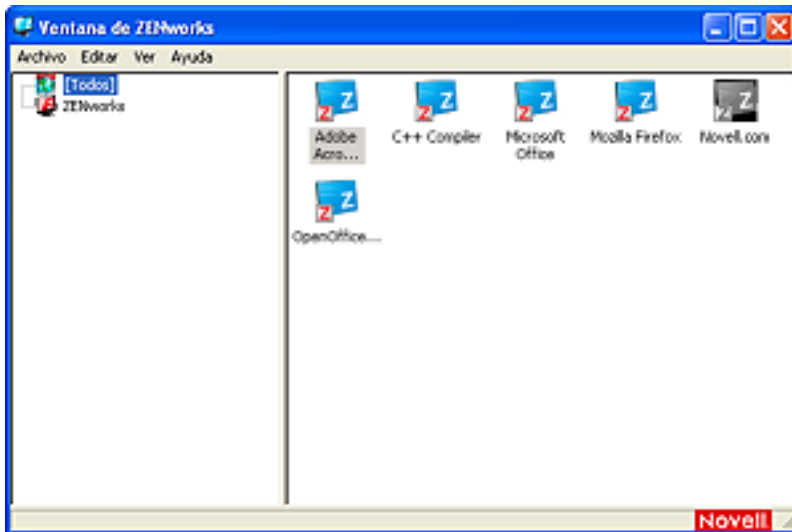 Ventana de ZENworks
Archivo Editar Ver Ayuda
[Todos]
ZENworks
Adobe
Acro...
C++ Compiler
Microsoft
Office
Mozilla Firefox
Novell.com
OpenOffice....
Novell.